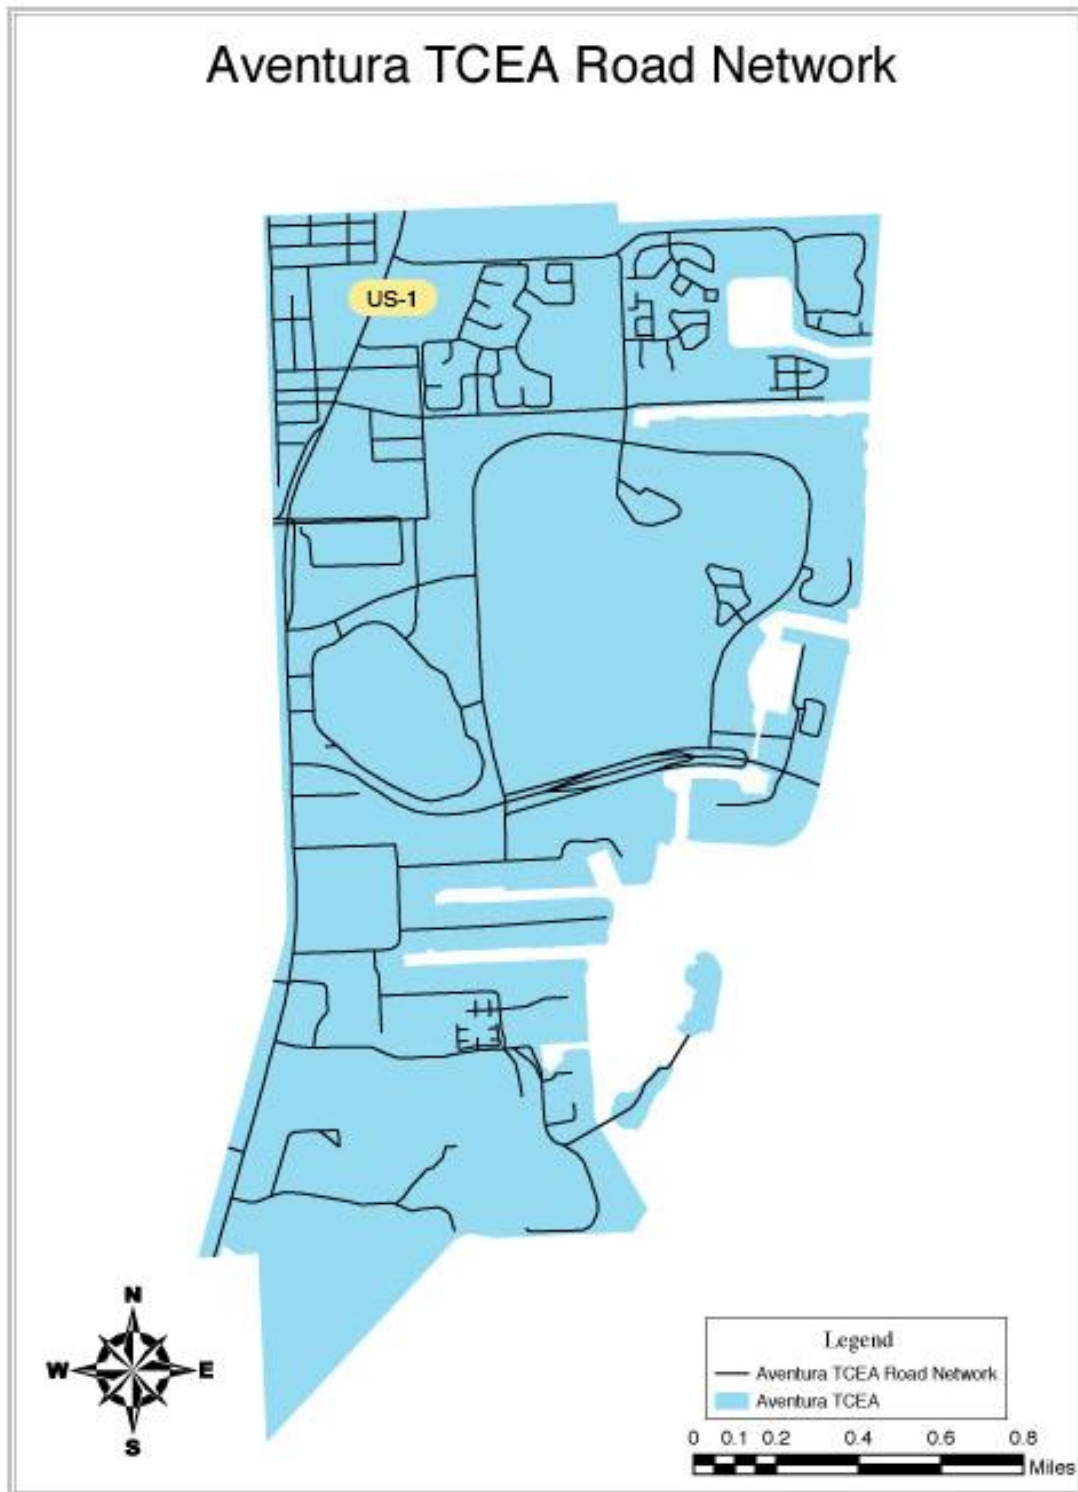 Aventura TCEA Road Network
US-1
N
W E
S
Legend
Aventura TCEA Road Network
Aventura TCEA
0 0.1 0.2 0.4 0.6 0.8
Miles